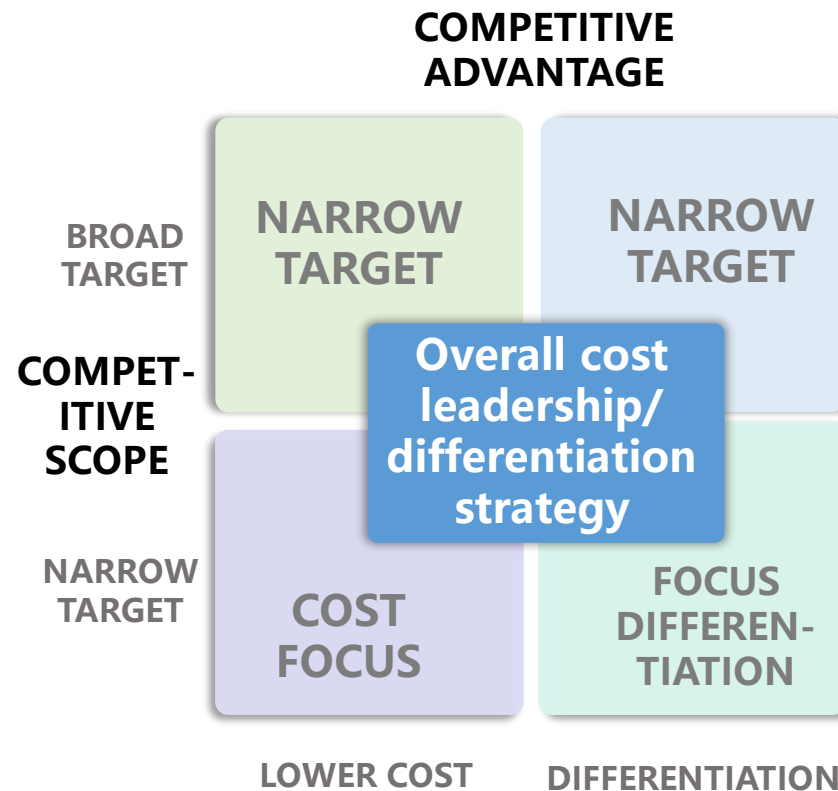 COMPETITIVE
ADVANTAGE
BROAD
TARGET
NARROW
TARGET
NARROW
TARGET
COMPET-
ITIVE
SCOPE
Overall cost
leadership/
differentiation
strategy
NARROW
TARGET
COST
FOCUS
FOCUS
DIFFEREN-
TIATION
LOWER COST
DIFFERENTIATION